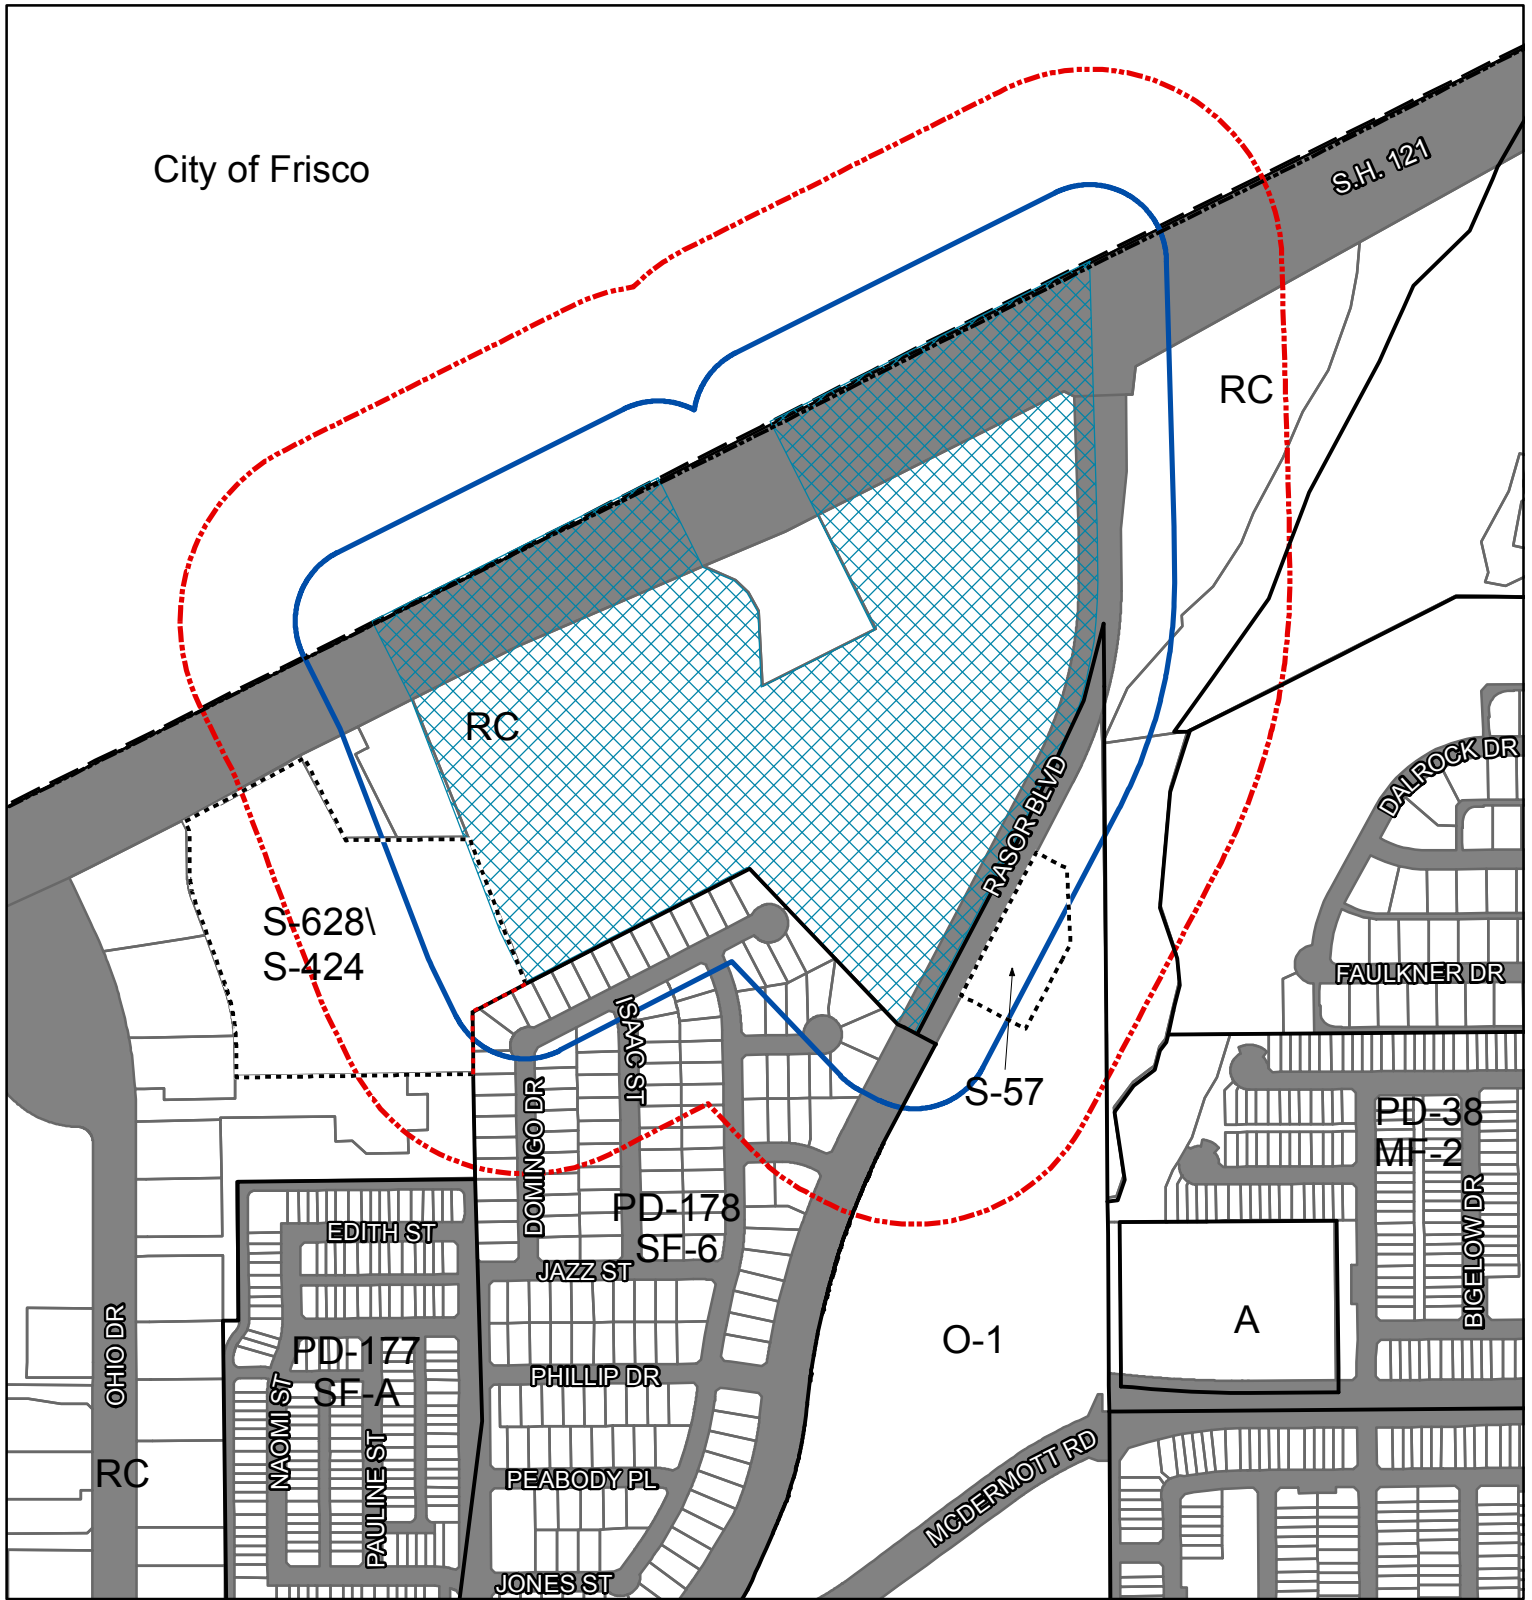 City of Frisco
S.H. 121
RC
RC
DALROCK DR
RASOR BLVD
S-628\
S-424
FAULKNER DR
ISAAC ST
S-57
DOMINGO DR
PD-38
MF-2
PD-178
SF-6
BIGELOW DR
EDITH ST
JAZZ ST
A
O-1
OHIO DR
PD-177
SF-A
PHILLIP DR
NAOMI ST
PAULINE ST
RC
PEABODY PL
MCDERMOTT RD
JONES ST